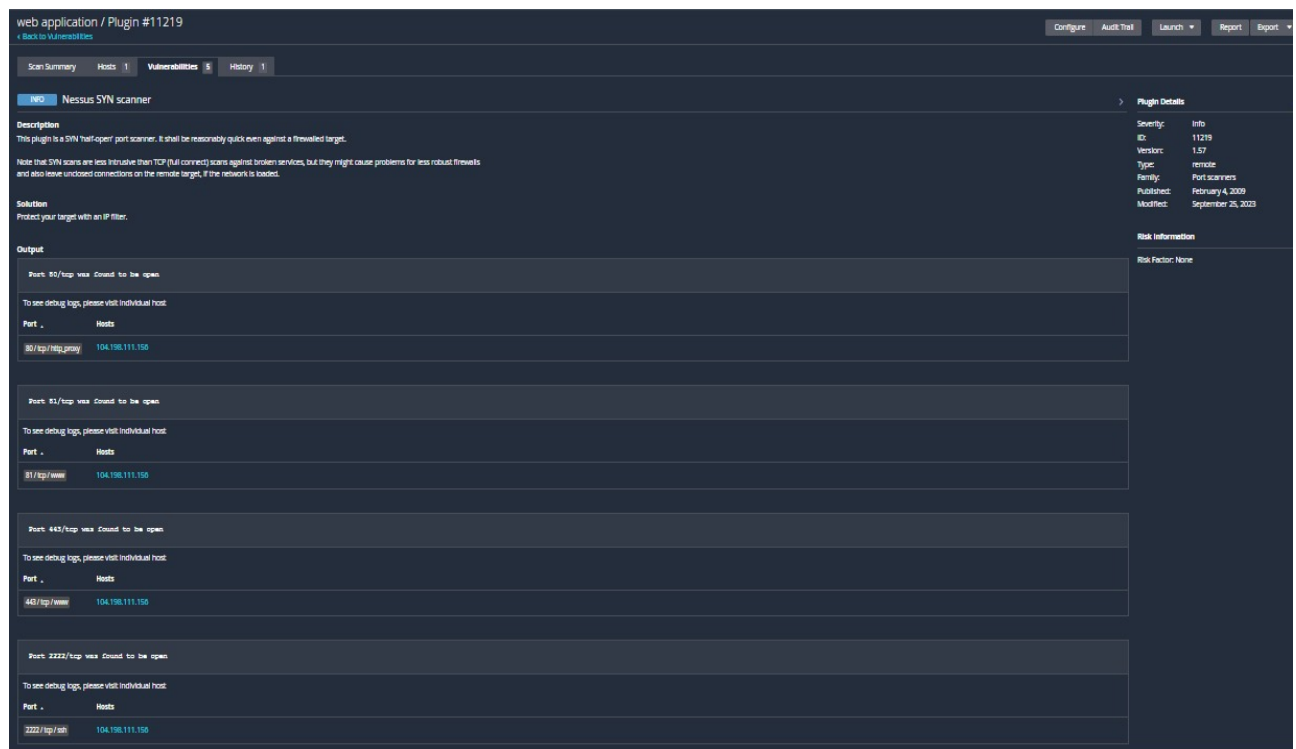 web application / Plugin #11219
‹ Back to Vulnerabilities
Configure Audit Trail Launch Report Export
Scan Summary Hosts 1 Vulnerabilities 5 History 1
INFO Nessus SYN scanner
Description
This plugin is a SYN 'half-open' port scanner. It shall be reasonably quick even against a firewalled target.
Note that SYN scans are less intrusive than TCP (full connect) scans against broken services, but they might cause problems for less robust firewalls
and also leave unclosed connections on the remote target, if the network is loaded.
Solution
Protect your target with an IP filter.
Output
Port 80/tcp was found to be open
To see debug logs, please visit individual host
Port Hosts
80 / tcp / http_proxy 104.198.111.156
Port 81/tcp was found to be open
To see debug logs, please visit individual host
Port Hosts
81 / tcp / www 104.198.111.156
Port 443/tcp was found to be open
To see debug logs, please visit individual host
Port Hosts
443 / tcp / www 104.198.111.156
Port 2222/tcp was found to be open
To see debug logs, please visit individual host
Port Hosts
2222 / tcp / ssh 104.198.111.156
Plugin Details
Severity: Info
ID: 11219
Version: 1.57
Type: remote
Family: Port scanners
Published: February 4, 2009
Modified: September 25, 2023
Risk Information
Risk Factor: None